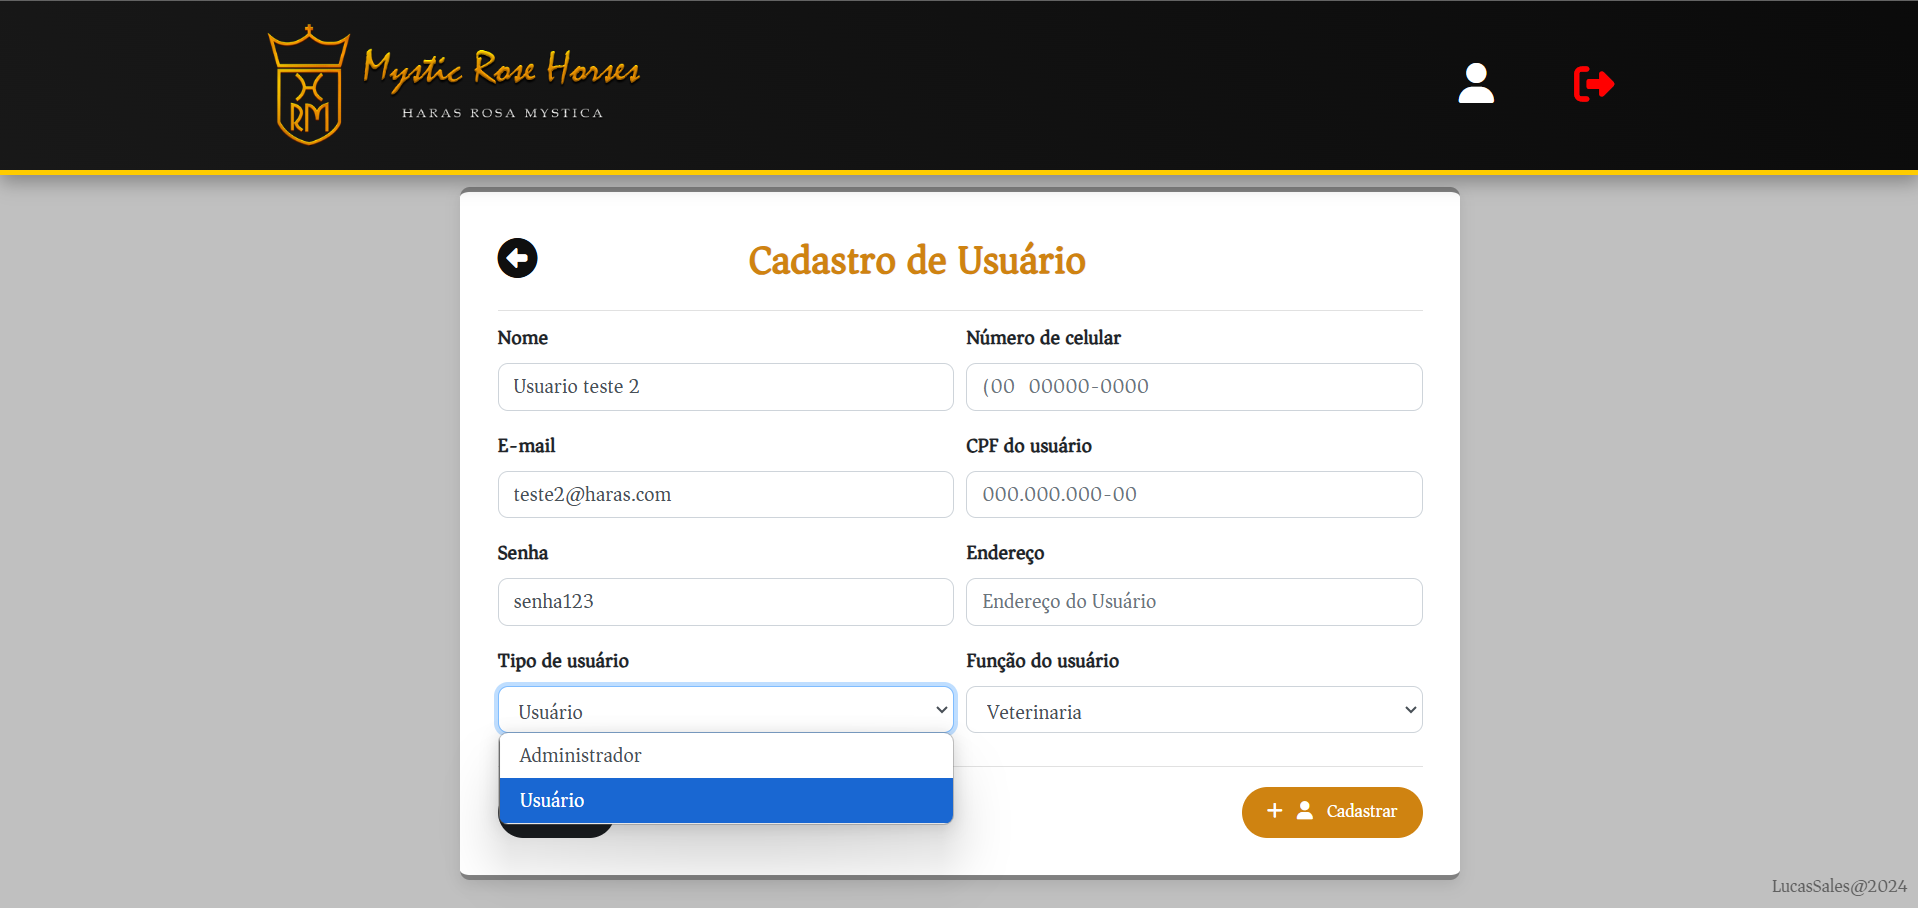 RM
Mystic Rose Horses
HARAS ROSA MYSTICA
Cadastro de Usuário
Nome
Número de celular
Usuario teste 2
(00 00000-0000
E-mail
CPF do usuário
teste2@haras.com
000.000.000-00
Senha
Endereço
senha123
Endereço do Usuário
Tipo de usuário
Função do usuário
Usuário
Veterinaria
Administrador
Usuário
+ Cadastrar
LucasSales@2024